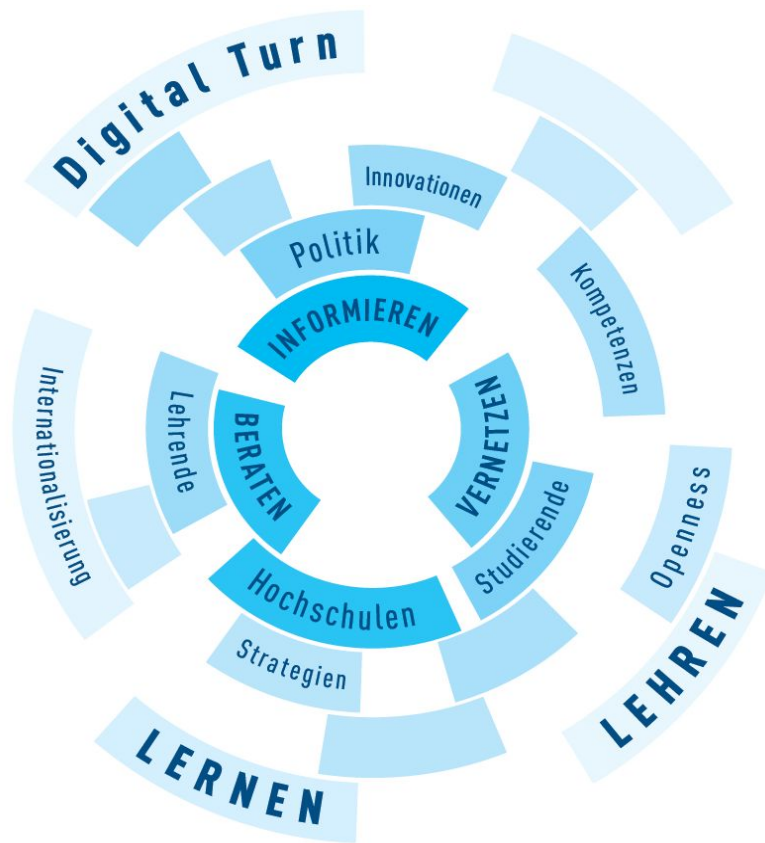 Digital Turn
Innovationen
Politik
INFORMIEREN
Kompetenzen
VERNETZEN
Lehrende
BERATEN
Internationalisierung
Studierende
Openness
Hochschulen
Strategien
LEHREN
LERNEN